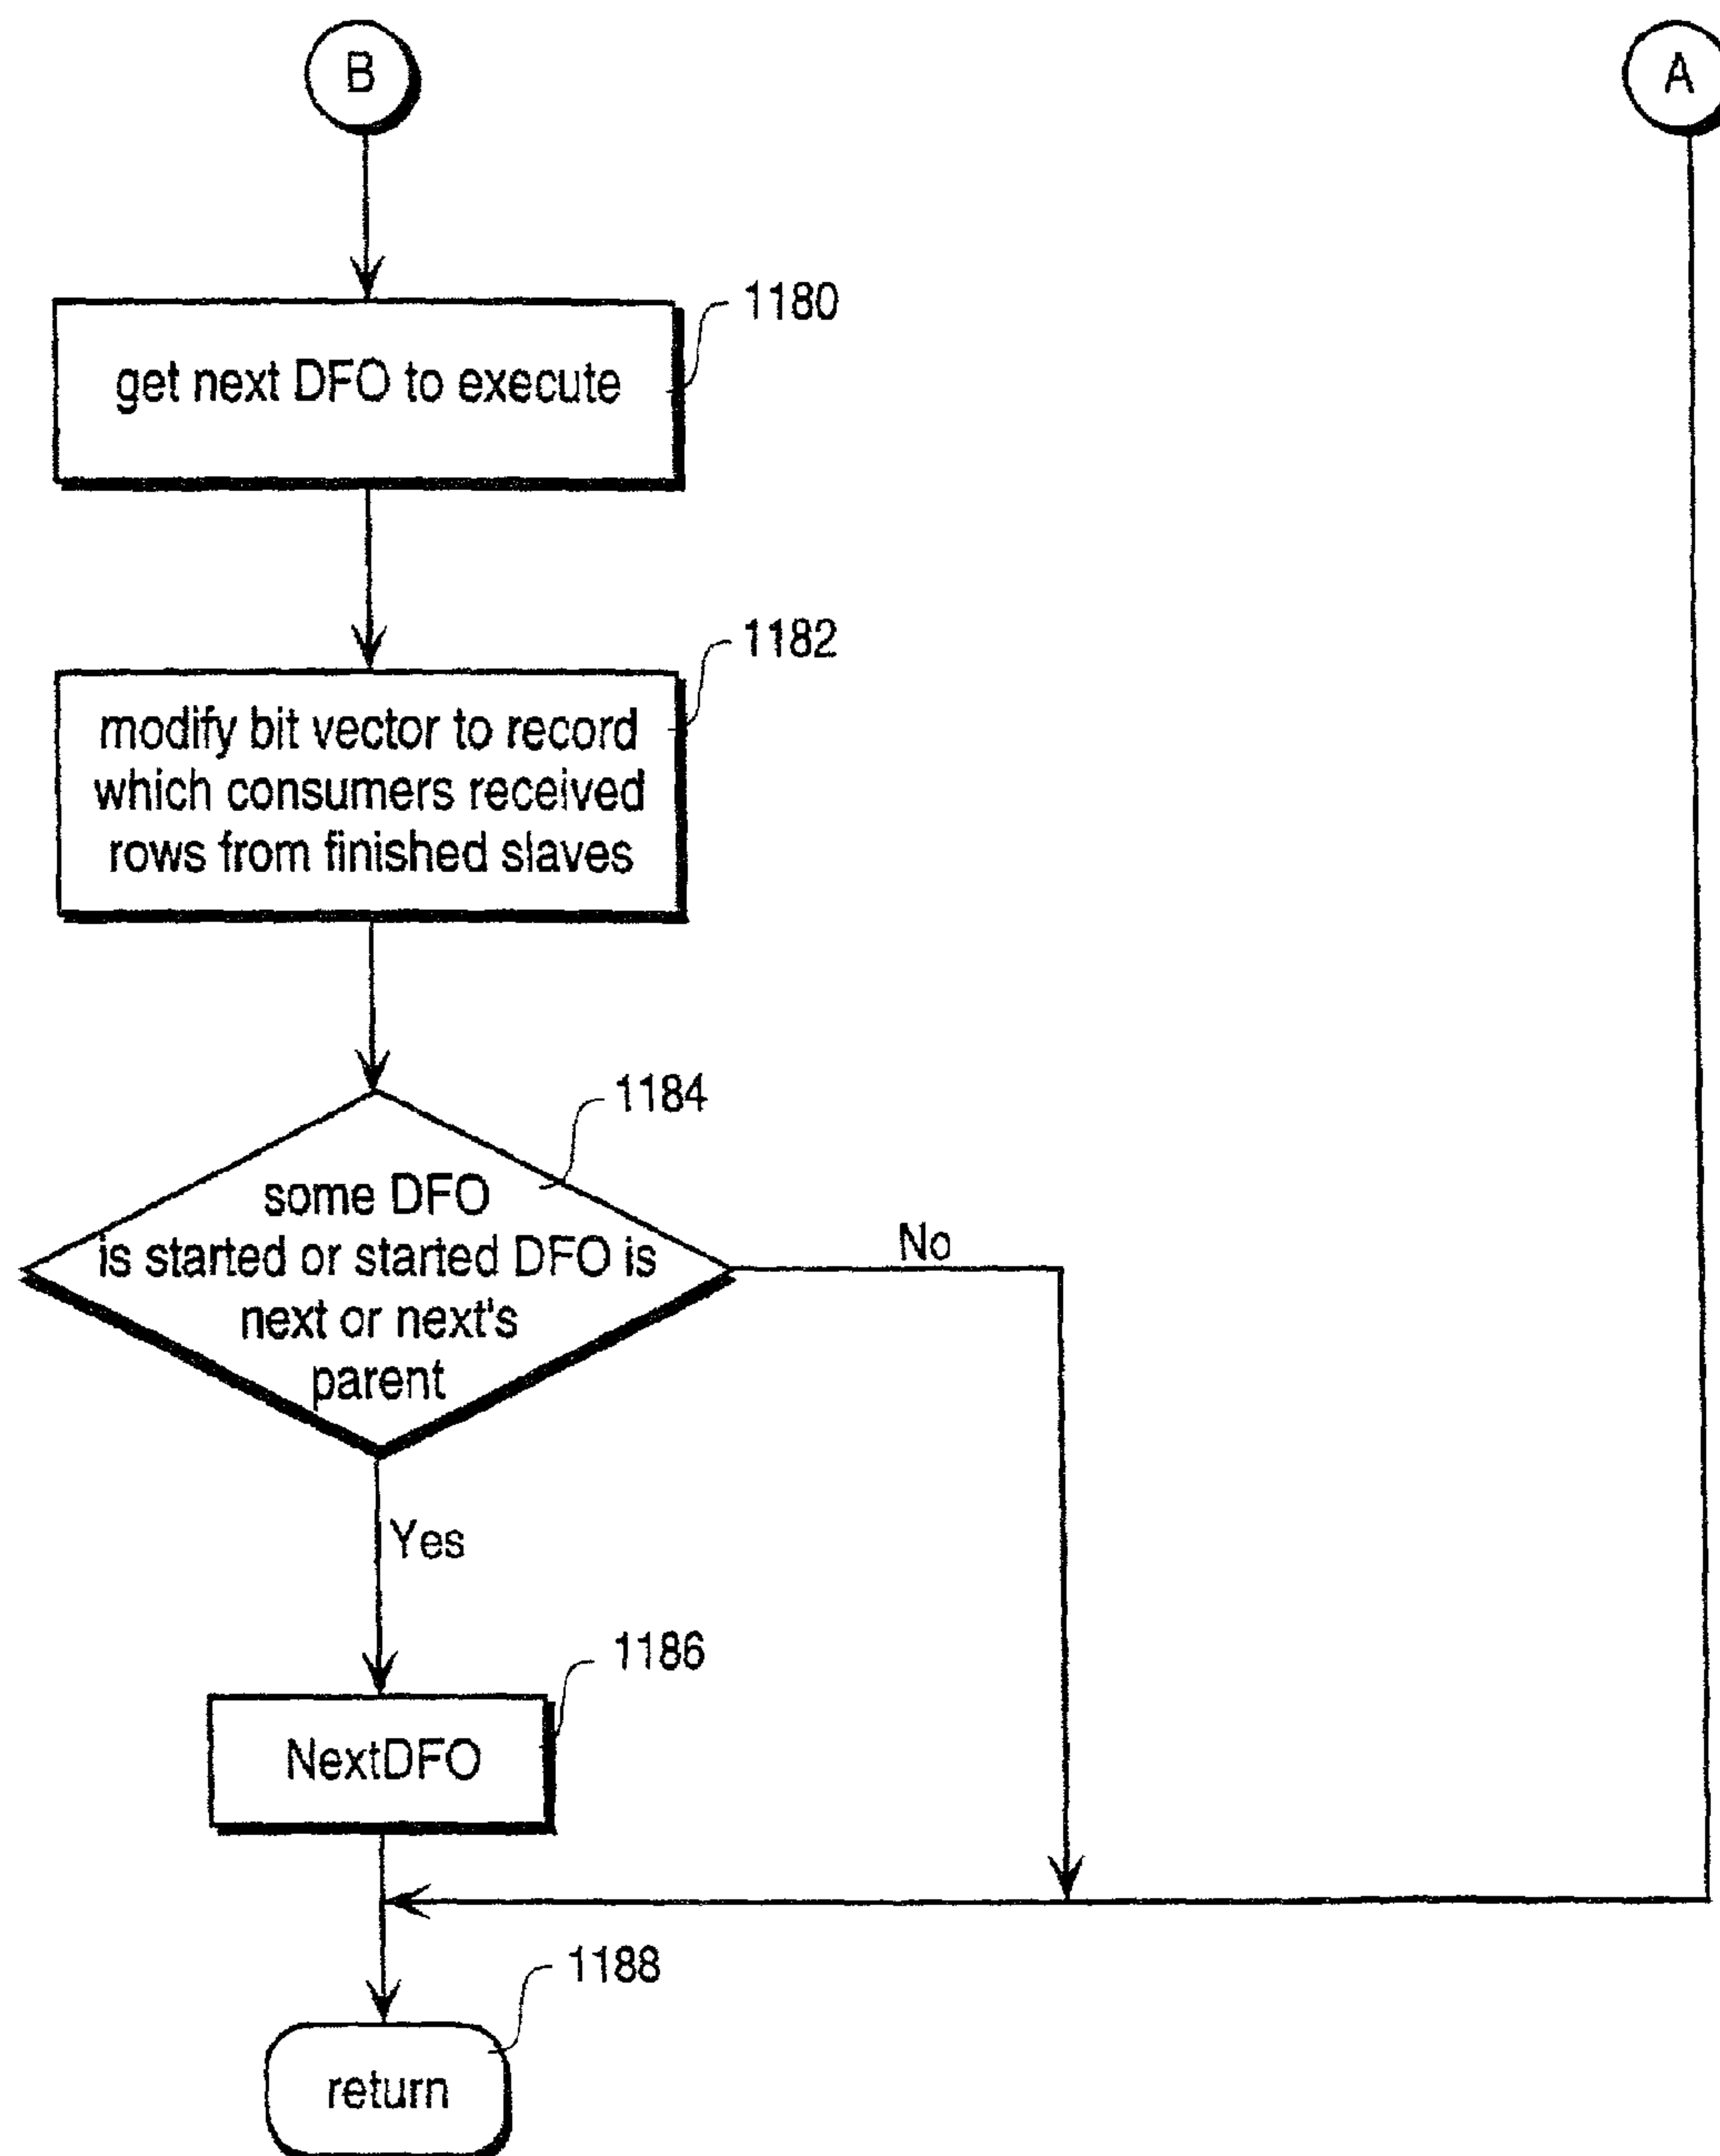 B
A
1180
get next DFO to execute
1182
modify bit vector to record
which consumers received
rows from finished slaves
1184
some DFO
is started or started DFO is
next or next's
parent
No
Yes
1186
NextDFO
1188
return